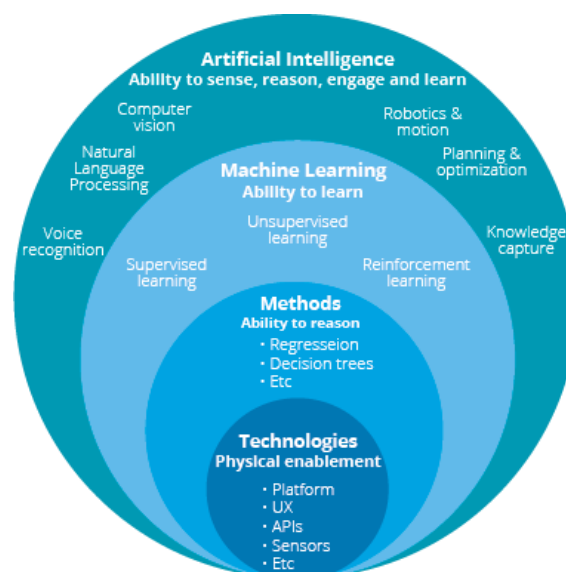 Artificial Intelligence
Ability to sense, reason, engage and learn
Computer
vision
Robotics &
motion
Natural
Language
Processing
Planning &
optimization
Voice
recognition
Knowledge
capture
Machine Learning
Ability to learn
Unsupervised
learning
Supervised
learning
Reinforcement
learning
Methods
Ability to reason
· Regresseion
· Decision trees
· Etc
Technologies
Physical enablement
· Platform
· UX
· APIs
· Sensors
· Etc